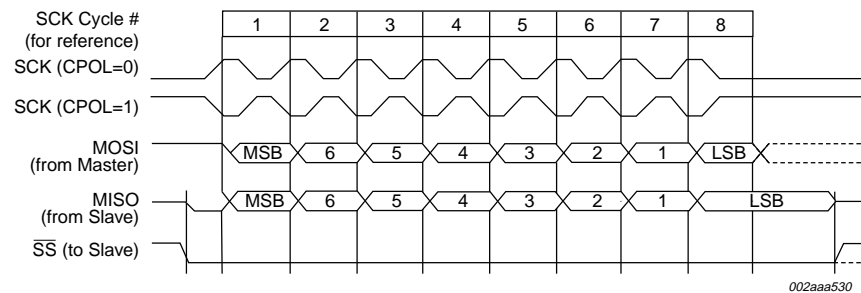 SCK Cycle # 1 2 3 4 5 6 7 8
(for reference)
SCK (CPOL=0)
SCK (CPOL=1)
MOSI MSB 6 5 4 3 2 1 LSB
(from Master)
MISO MSB 6 5 4 3 2 1 LSB
(from Slave)
SS (to Slave)
002aaa530